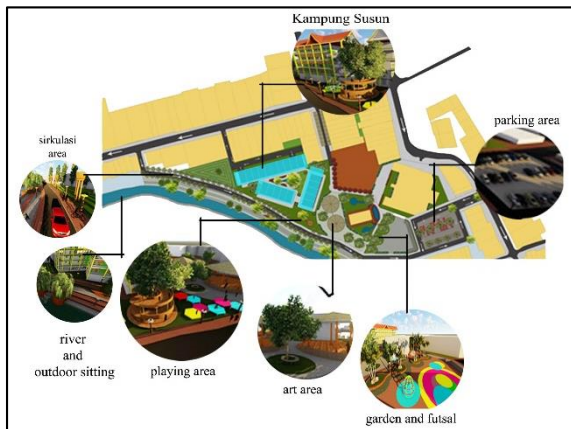 Kampung Susun
sirkulasi
area
parking area
river
and
outdoor sitting
playing area
art area
garden and futsal